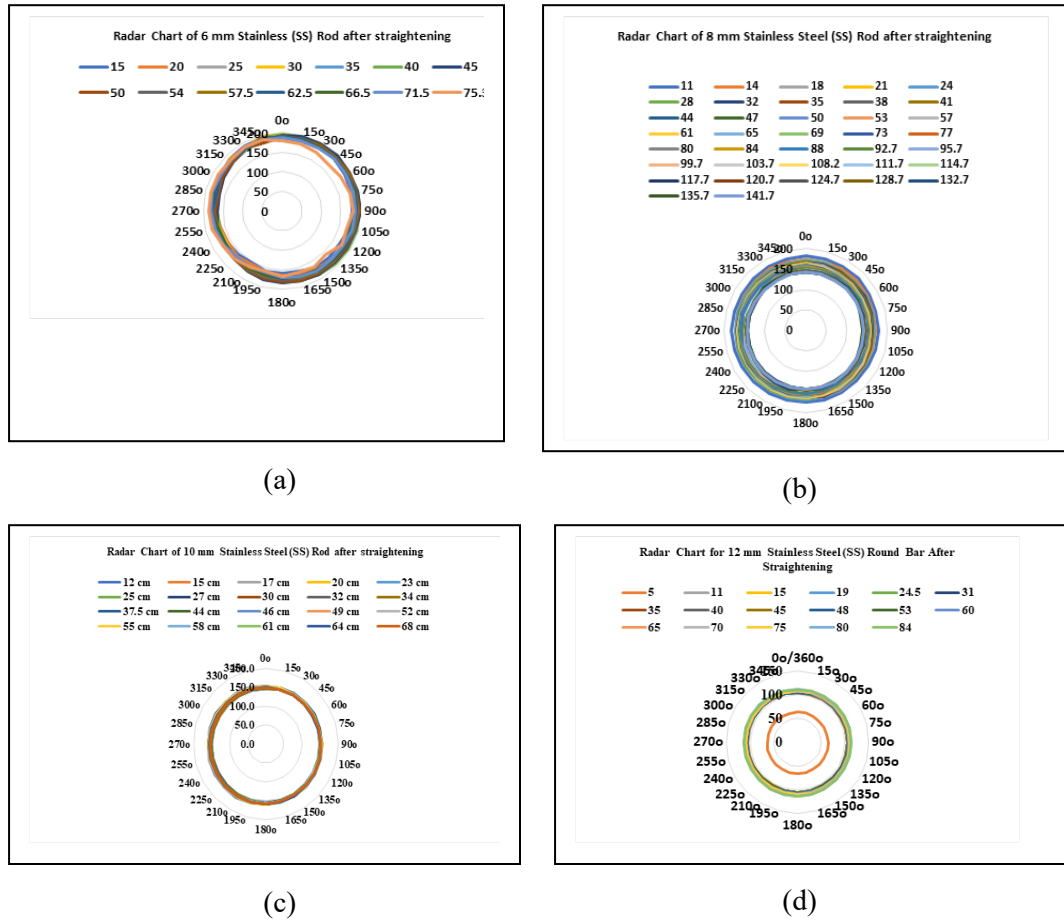 Radar Chart of 6 mm Stainless (SS) Rod after straightening
15 20 25 30 35 40 45
50 54 57.5 62.5 66.5 71.5 75.
0o
15o
30o
45o
60o
75o
90o
105o
120o
135o
150o
165o
180o
195o
210o
225o
240o
255o
270o
285o
300o
315o
330o
345o
200
150
100
50
0
(a)
Radar Chart of 8 mm Stainless Steel (SS) Rod after straightening
11 14 18 21 24
28 32 35 38 41
44 47 50 53 57
61 65 69 73 77
80 84 88 92.7 95.7
99.7 103.7 108.2 111.7 114.7
117.7 120.7 124.7 128.7 132.7
135.7 141.7
0o
15o
30o
45o
60o
75o
90o
105o
120o
135o
150o
165o
180o
195o
210o
225o
240o
255o
270o
285o
300o
315o
330o
345o
200
150
100
50
0
(b)
Radar Chart of 10 mm Stainless Steel (SS) Rod after straightening
12 cm 15 cm 17 cm 20 cm 23 cm
25 cm 27 cm 30 cm 32 cm 34 cm
37.5 cm 44 cm 46 cm 49 cm 52 cm
55 cm 58 cm 61 cm 64 cm 68 cm
0o
15o
30o
45o
60o
75o
90o
105o
120o
135o
150o
165o
180o
195o
210o
225o
240o
255o
270o
285o
300o
315o
330o
345o
200.0
150.0
100.0
50.0
0.0
(c)
Radar Chart for 12 mm Stainless Steel (SS) Round Bar After
Straightening
5 11 15 19 24.5 31
35 40 45 48 53 60
65 70 75 80 84
0o/360o
15o
30o
45o
60o
75o
90o
105o
120o
135o
150o
165o
180o
195o
210o
225o
240o
255o
270o
285o
300o
315o
330o
345o
150
100
50
0
(d)